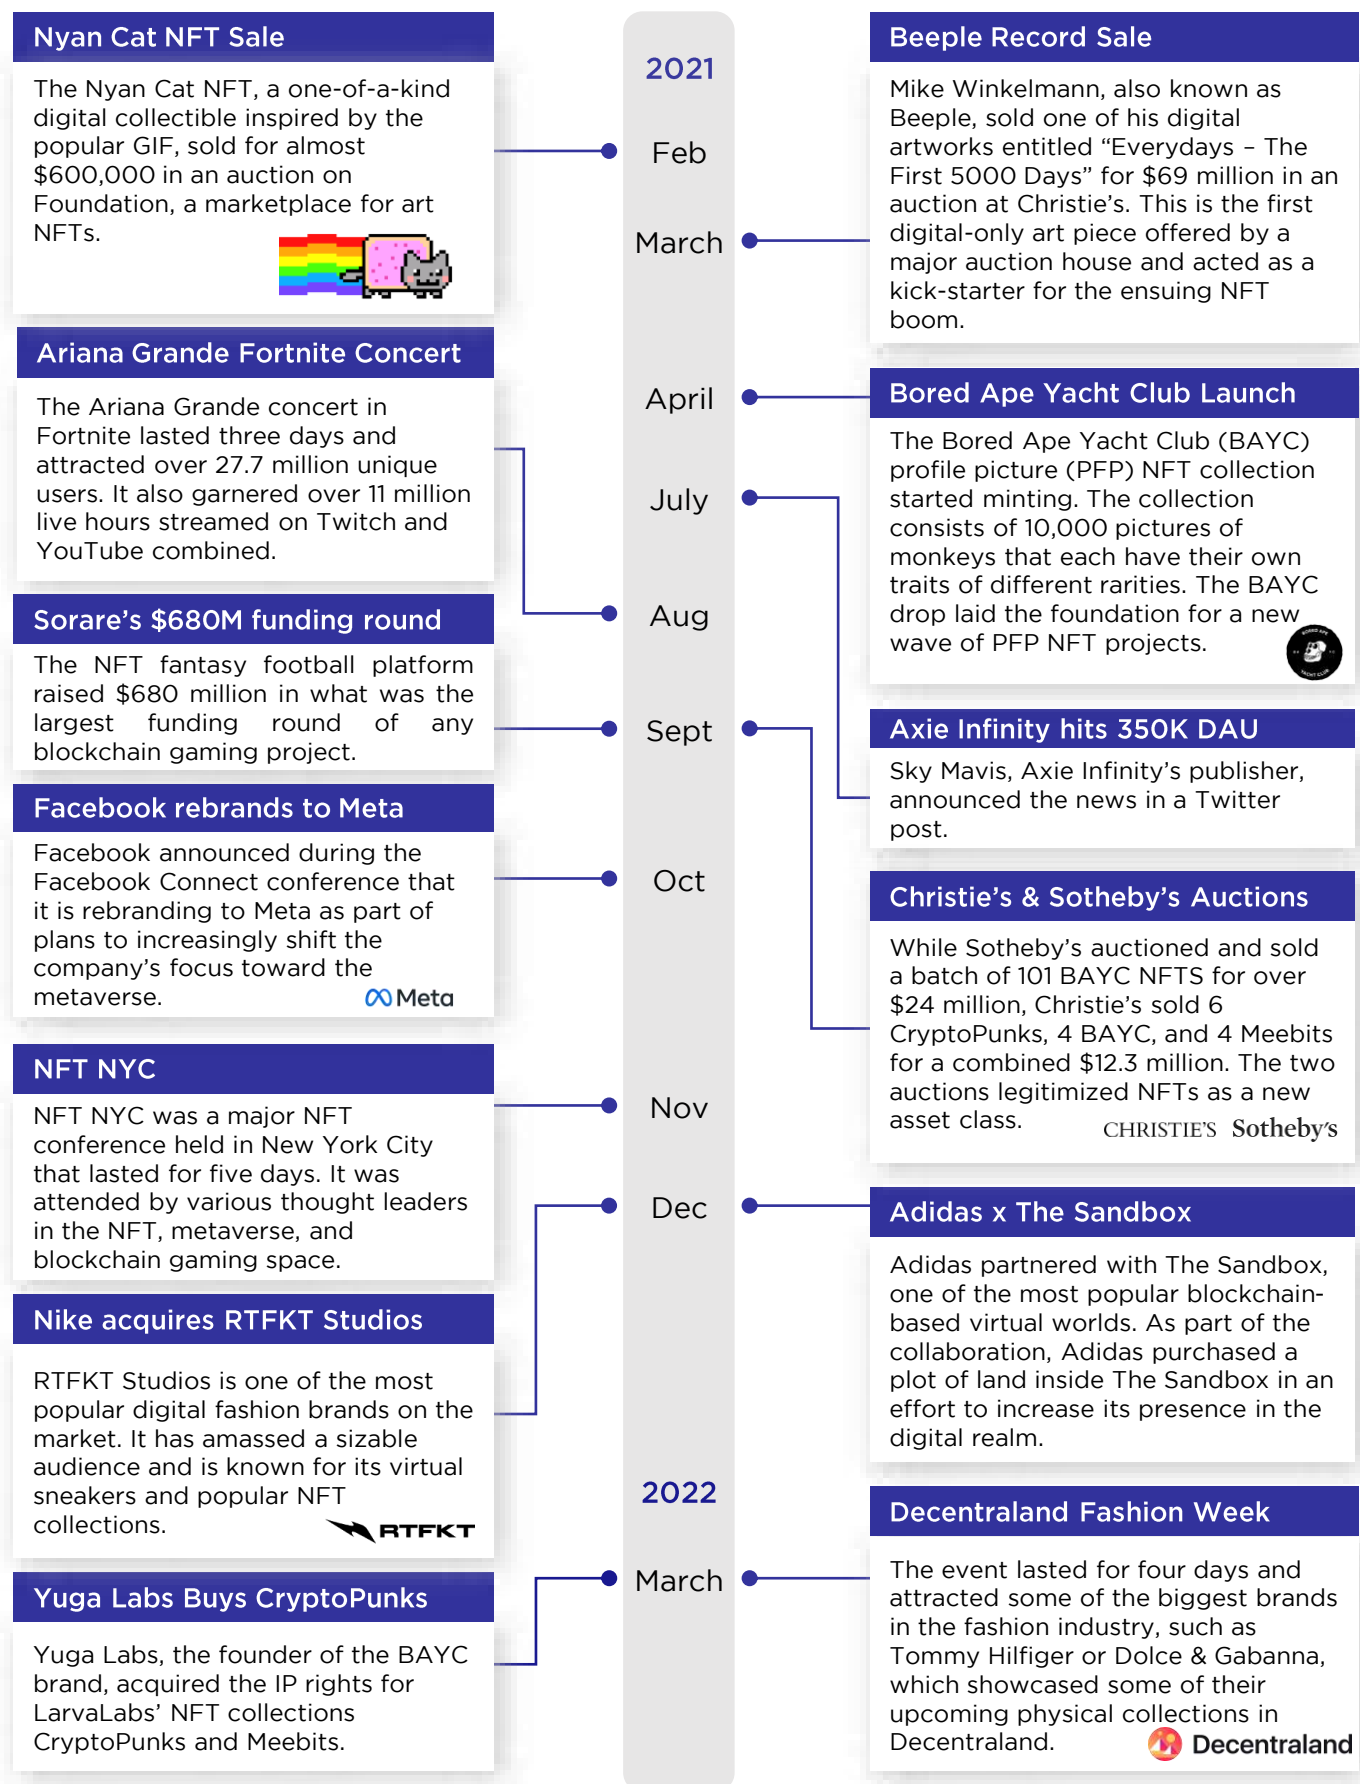 Nyan Cat NFT Sale
The Nyan Cat NFT, a one-of-a-kind
digital collectible inspired by the
popular GIF, sold for almost
$600,000 in an auction on
Foundation, a marketplace for art
NFTs.
Ariana Grande Fortnite Concert
The Ariana Grande concert in
Fortnite lasted three days and
attracted over 27.7 million unique
users. It also garnered over 11 million
live hours streamed on Twitch and
YouTube combined.
Sorare's $680M funding round
The NFT fantasy football platform
raised $680 million in what was the
largest funding round of any
blockchain gaming project.
Facebook rebrands to Meta
Facebook announced during the
Facebook Connect conference that
it is rebranding to Meta as part of
plans to increasingly shift the
company's focus toward the
metaverse.
Meta
NFT NYC
NFT NYC was a major NFT
conference held in New York City
that lasted for five days. It was
attended by various thought leaders
in the NFT, metaverse, and
blockchain gaming space.
Nike acquires RTFKT Studios
RTFKT Studios is one of the most
popular digital fashion brands on the
market. It has amassed a sizable
audience and is known for its virtual
sneakers and popular NFT
collections.
RTFKT
Yuga Labs Buys CryptoPunks
Yuga Labs, the founder of the BAYC
brand, acquired the IP rights for
LarvaLabs' NFT collections
CryptoPunks and Meebits.
2021
Feb
March
April
July
Aug
Sept
Oct
Nov
Dec
2022
March
Beeple Record Sale
Mike Winkelmann, also known as
Beeple, sold one of his digital
artworks entitled “Everydays – The
First 5000 Days” for $69 million in an
auction at Christie's. This is the first
digital-only art piece offered by a
major auction house and acted as a
kick-starter for the ensuing NFT
boom.
Bored Ape Yacht Club Launch
The Bored Ape Yacht Club (BAYC)
profile picture (PFP) NFT collection
started minting. The collection
consists of 10,000 pictures of
monkeys that each have their own
traits of different rarities. The BAYC
drop laid the foundation for a new
wave of PFP NFT projects.
BORED APE
YACHT CLUB
Axie Infinity hits 350K DAU
Sky Mavis, Axie Infinity's publisher,
announced the news in a Twitter
post.
Christie's & Sotheby's Auctions
While Sotheby's auctioned and sold
a batch of 101 BAYC NFTS for over
$24 million, Christie's sold 6
CryptoPunks, 4 BAYC, and 4 Meebits
for a combined $12.3 million. The two
auctions legitimized NFTs as a new
asset class.
CHRISTIE'S Sotheby's
Adidas x The Sandbox
Adidas partnered with The Sandbox,
one of the most popular blockchain-
based virtual worlds. As part of the
collaboration, Adidas purchased a
plot of land inside The Sandbox in an
effort to increase its presence in the
digital realm.
Decentraland Fashion Week
The event lasted for four days and
attracted some of the biggest brands
in the fashion industry, such as
Tommy Hilfiger or Dolce & Gabanna,
which showcased some of their
upcoming physical collections in
Decentraland.
Decentraland